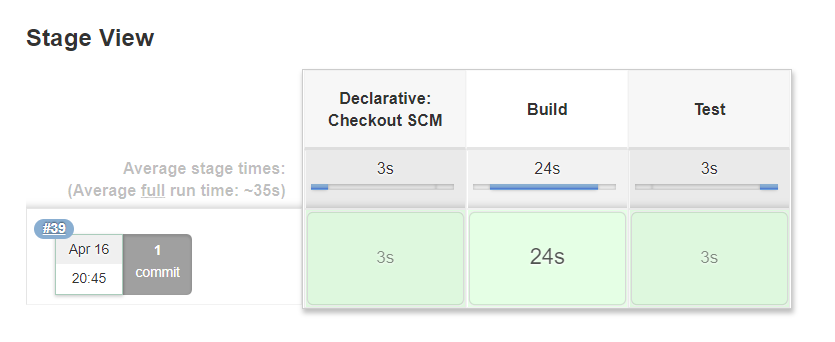 Stage View
Declarative:
Checkout SCM
Build
Test
Average stage times:
(Average full run time: ~35s)
3s
24s
3s
#39
Apr 16
20:45
1
commit
3s
24s
3s